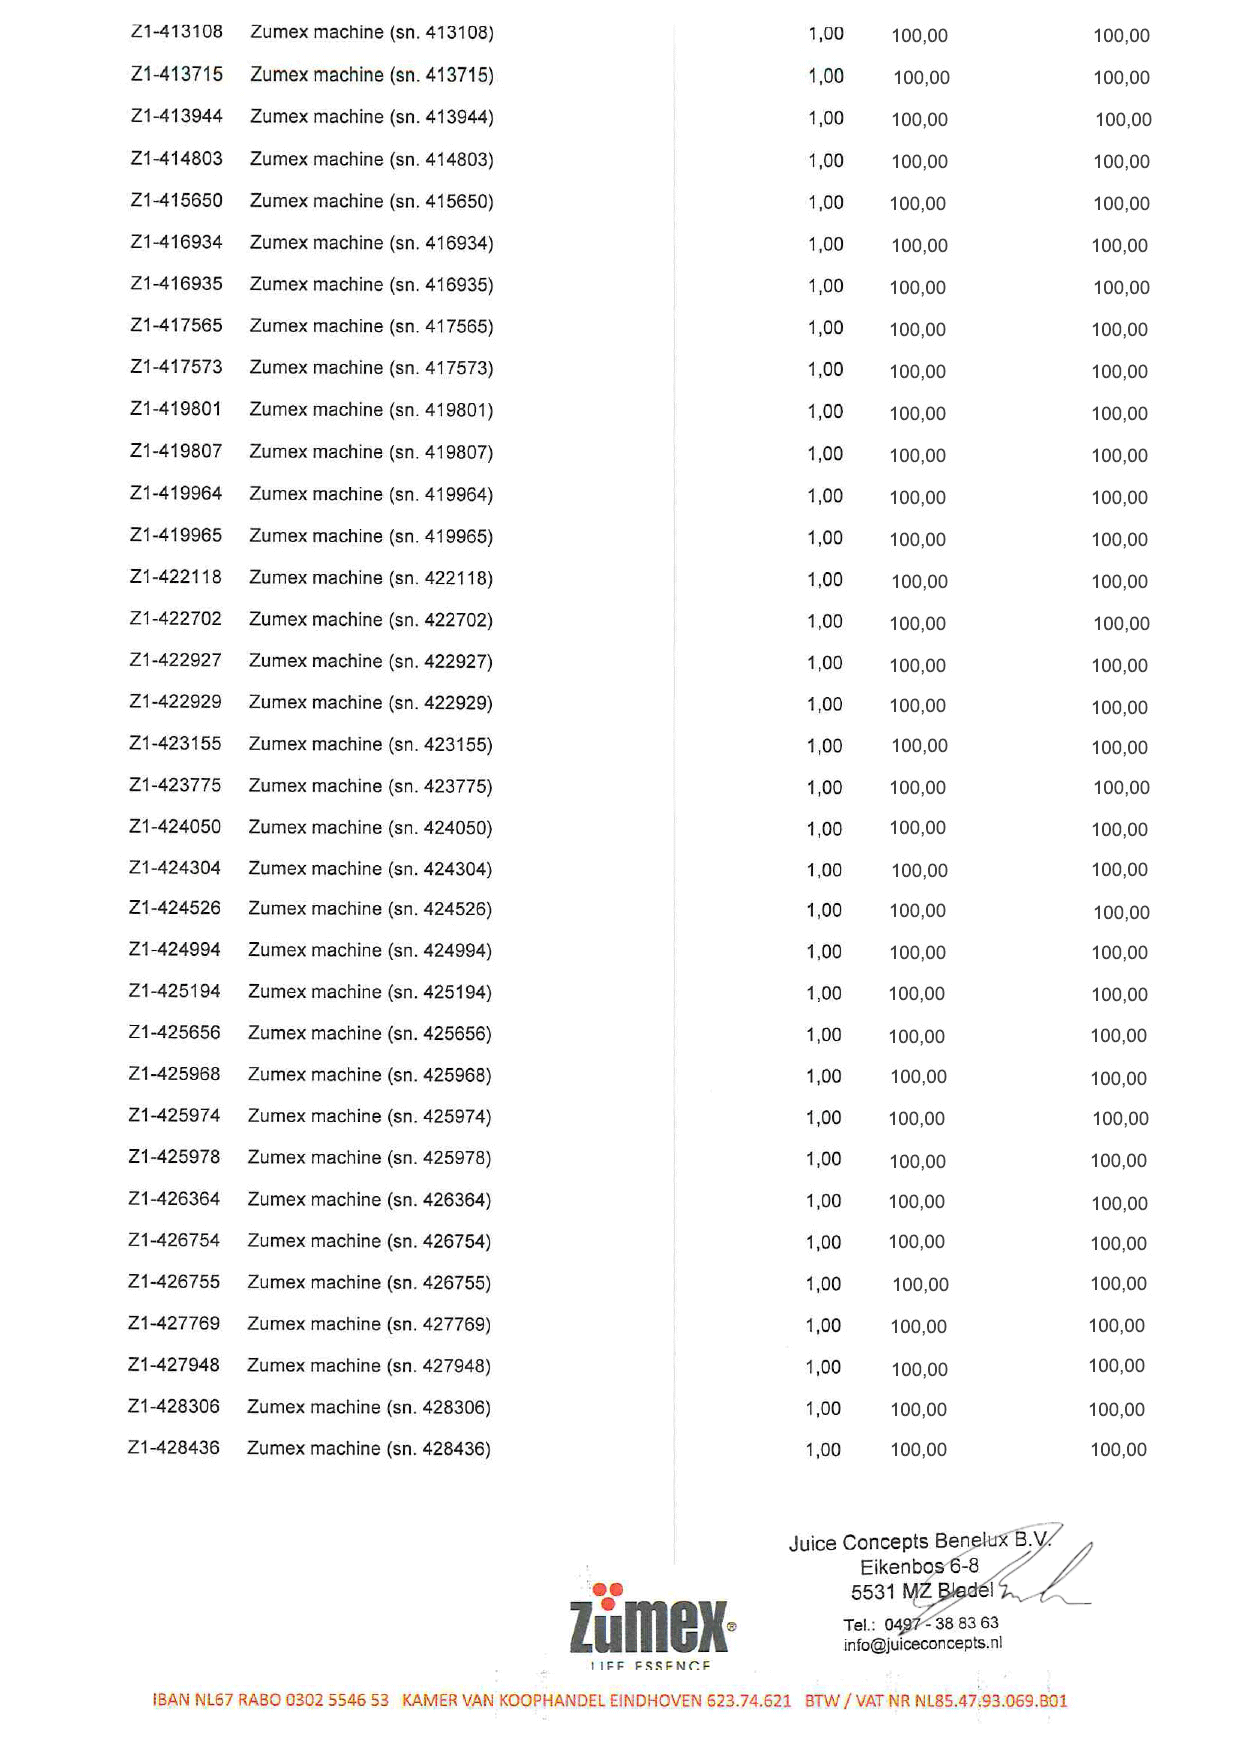 Z1-413108 Zumex machine (sn. 413108) 1,00 100,00 100,00
Z1-413715 Zumex machine (sn. 413715) 1,00 100,00 100,00
Z1-413944 Zumex machine (sn. 413944) 1,00 100,00 100,00
Z1-414803 Zumex machine (sn. 414803) 1,00 100,00 100,00
Z1-415650 Zumex machine (sn. 415650) 1,00 100,00 100,00
Z1-416934 Zumex machine (sn. 416934) 1,00 100,00 100,00
Z1-416935 Zumex machine (sn. 416935) 1,00 100,00 100,00
Z1-417565 Zumex machine (sn. 417565) 1,00 100,00 100,00
Z1-417573 Zumex machine (sn. 417573) 1,00 100,00 100,00
Z1-419801 Zumex machine (sn. 419801) 1,00 100,00 100,00
Z1-419807 Zumex machine (sn. 419807) 1,00 100,00 100,00
Z1-419964 Zumex machine (sn. 419964) 1,00 100,00 100,00
Z1-419965 Zumex machine (sn. 419965) 1,00 100,00 100,00
Z1-422118 Zumex machine (sn. 422118) 1,00 100,00 100,00
Z1-422702 Zumex machine (sn. 422702) 1,00 100,00 100,00
Z1-422927 Zumex machine (sn. 422927) 1,00 100,00 100,00
Z1-422929 Zumex machine (sn. 422929) 1,00 100,00 100,00
Z1-423155 Zumex machine (sn. 423155) 1,00 100,00 100,00
Z1-423775 Zumex machine (sn. 423775) 1,00 100,00 100,00
Z1-424050 Zumex machine (sn. 424050) 1,00 100,00 100,00
Z1-424304 Zumex machine (sn. 424304) 1,00 100,00 100,00
Z1-424526 Zumex machine (sn. 424526) 1,00 100,00 100,00
Z1-424994 Zumex machine (sn. 424994) 1,00 100,00 100,00
Z1-425194 Zumex machine (sn. 425194) 1,00 100,00 100,00
Z1-425656 Zumex machine (sn. 425656) 1,00 100,00 100,00
Z1-425968 Zumex machine (sn. 425968) 1,00 100,00 100,00
Z1-425974 Zumex machine (sn. 425974) 1,00 100,00 100,00
Z1-425978 Zumex machine (sn. 425978) 1,00 100,00 100,00
Z1-426364 Zumex machine (sn. 426364) 1,00 100,00 100,00
Z1-426754 Zumex machine (sn. 426754) 1,00 100,00 100,00
Z1-426755 Zumex machine (sn. 426755) 1,00 100,00 100,00
Z1-427769 Zumex machine (sn. 427769) 1,00 100,00 100,00
Z1-427948 Zumex machine (sn. 427948) 1,00 100,00 100,00
Z1-428306 Zumex machine (sn. 428306) 1,00 100,00 100,00
Z1-428436 Zumex machine (sn. 428436) 1,00 100,00 100,00
Juice Concepts Benelux B.V.
Eikenbos 6-8
5531 MZ Bladel
Tel.: 0497 - 38 83 63
info@juiceconcepts.nl
zumex®
LIFE ESSENCE
IBAN NL67 RABO 0302 5546 53 KAMER VAN KOOPHANDEL EINDHOVEN 623.74.621 BTW / VAT NR NL85.47.93.069.B01